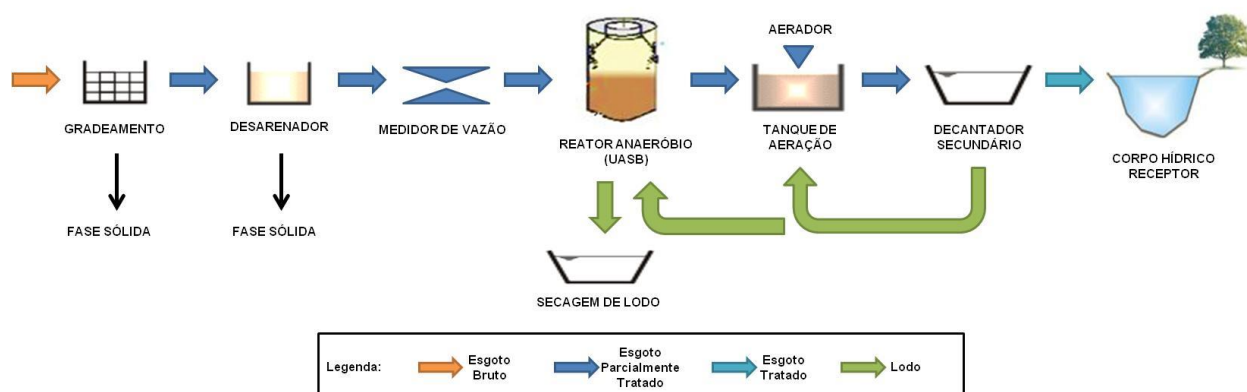 AERADOR
GRADEAMENTO
DESARENADOR
MEDIDOR DE VAZÃO
REATOR ANAERÓBIO
(UASB)
TANQUE DE
AERAÇÃO
DECANTADOR
SECUNDÁRIO
CORPO HÍDRICO
RECEPTOR
FASE SÓLIDA
FASE SÓLIDA
SECAGEM DE LODO
Legenda:
Esgoto
Bruto
Esgoto
Parcialmente
Tratado
Esgoto
Tratado
Lodo